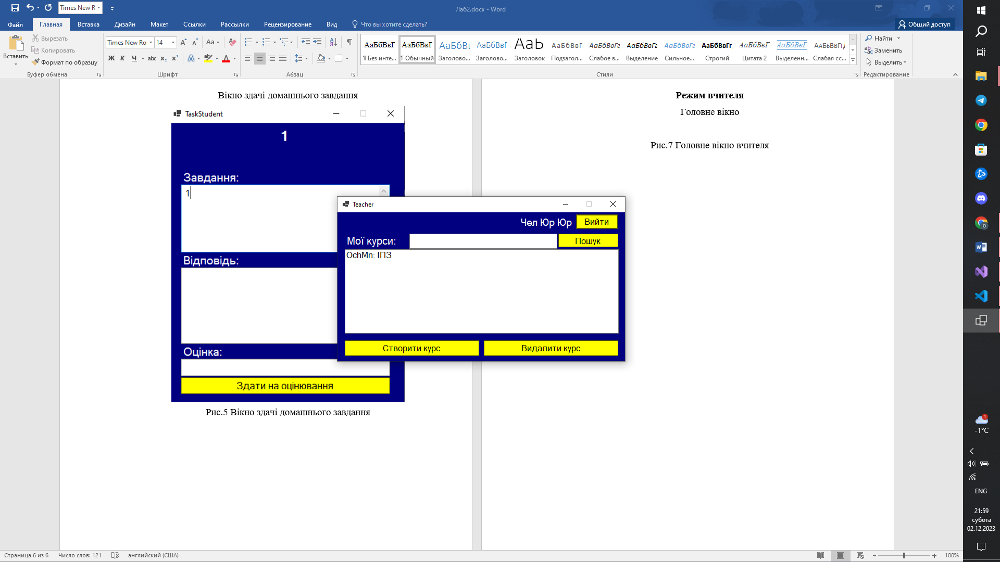 Times New R
Лаб2.docx - Word
Файл
Главная
Вставка
Дизайн
Макет
Ссылки
Рассылки
Рецензирование
Вид
Что вы хотите сделать?
Общий доступ
Вставить
Вырезать
Копировать
Формат по образцу
Буфер обмена
Times New Ro
14
Aa
Ж К Ч abc x₂ x²
Шрифт
Абзац
АаБбВвГ
¶ Без инте...
АаБбВвГ
¶ Обычный
АаБбВ
Заголово...
АаБбВвГ
Заголово...
АаЬ
Заголовок
АаБбВвГ
Подзагол...
АаБбВвГг
Слабое в...
АаБбВвГг
Выделение
АаБбВвГг
Сильное...
АаБбВвГг,
Строгий
АаБбВвГ
Цитата 2
АаБбВвГ
Выделенн...
АаБбВвГг,
Слабая сс...
Стили
Найти
Заменить
Выделить
Редактирование
Вікно здачі домашнього завдання
TaskStudent
1
Завдання:
1
Відповідь:
Оцінка:
Здати на оцінювання
Рис.5 Вікно здачі домашнього завдання
Режим вчителя
Головне вікно
Рис.7 Головне вікно вчителя
Teacher
Чел Юр Юр
Вийти
Мої курси:
Пошук
OchMn: ІПЗ
Створити курс
Видалити курс
1
-1°C
ENG
21:59
субота
02.12.2023
Страница 6 из 6
Число слов: 121
английский (США)
100%